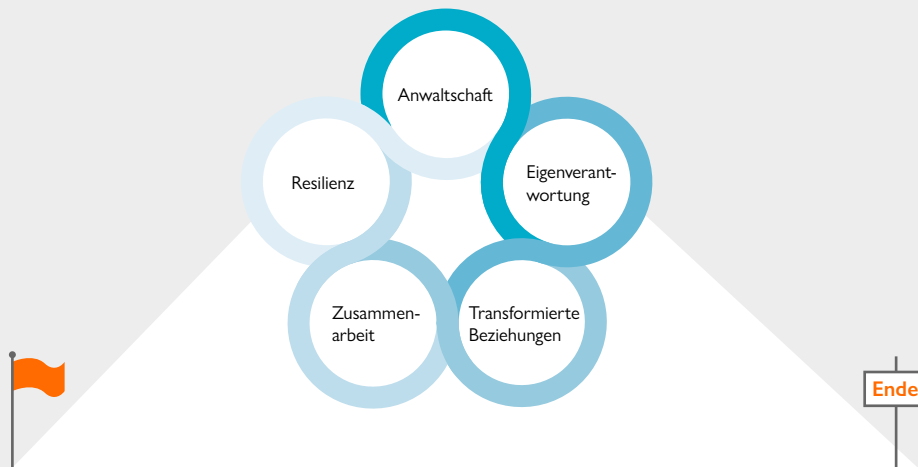 Anwaltschaft
Eigenverant-
wortung
Transformierte
Beziehungen
Zusammen-
arbeit
Resilienz
Ende